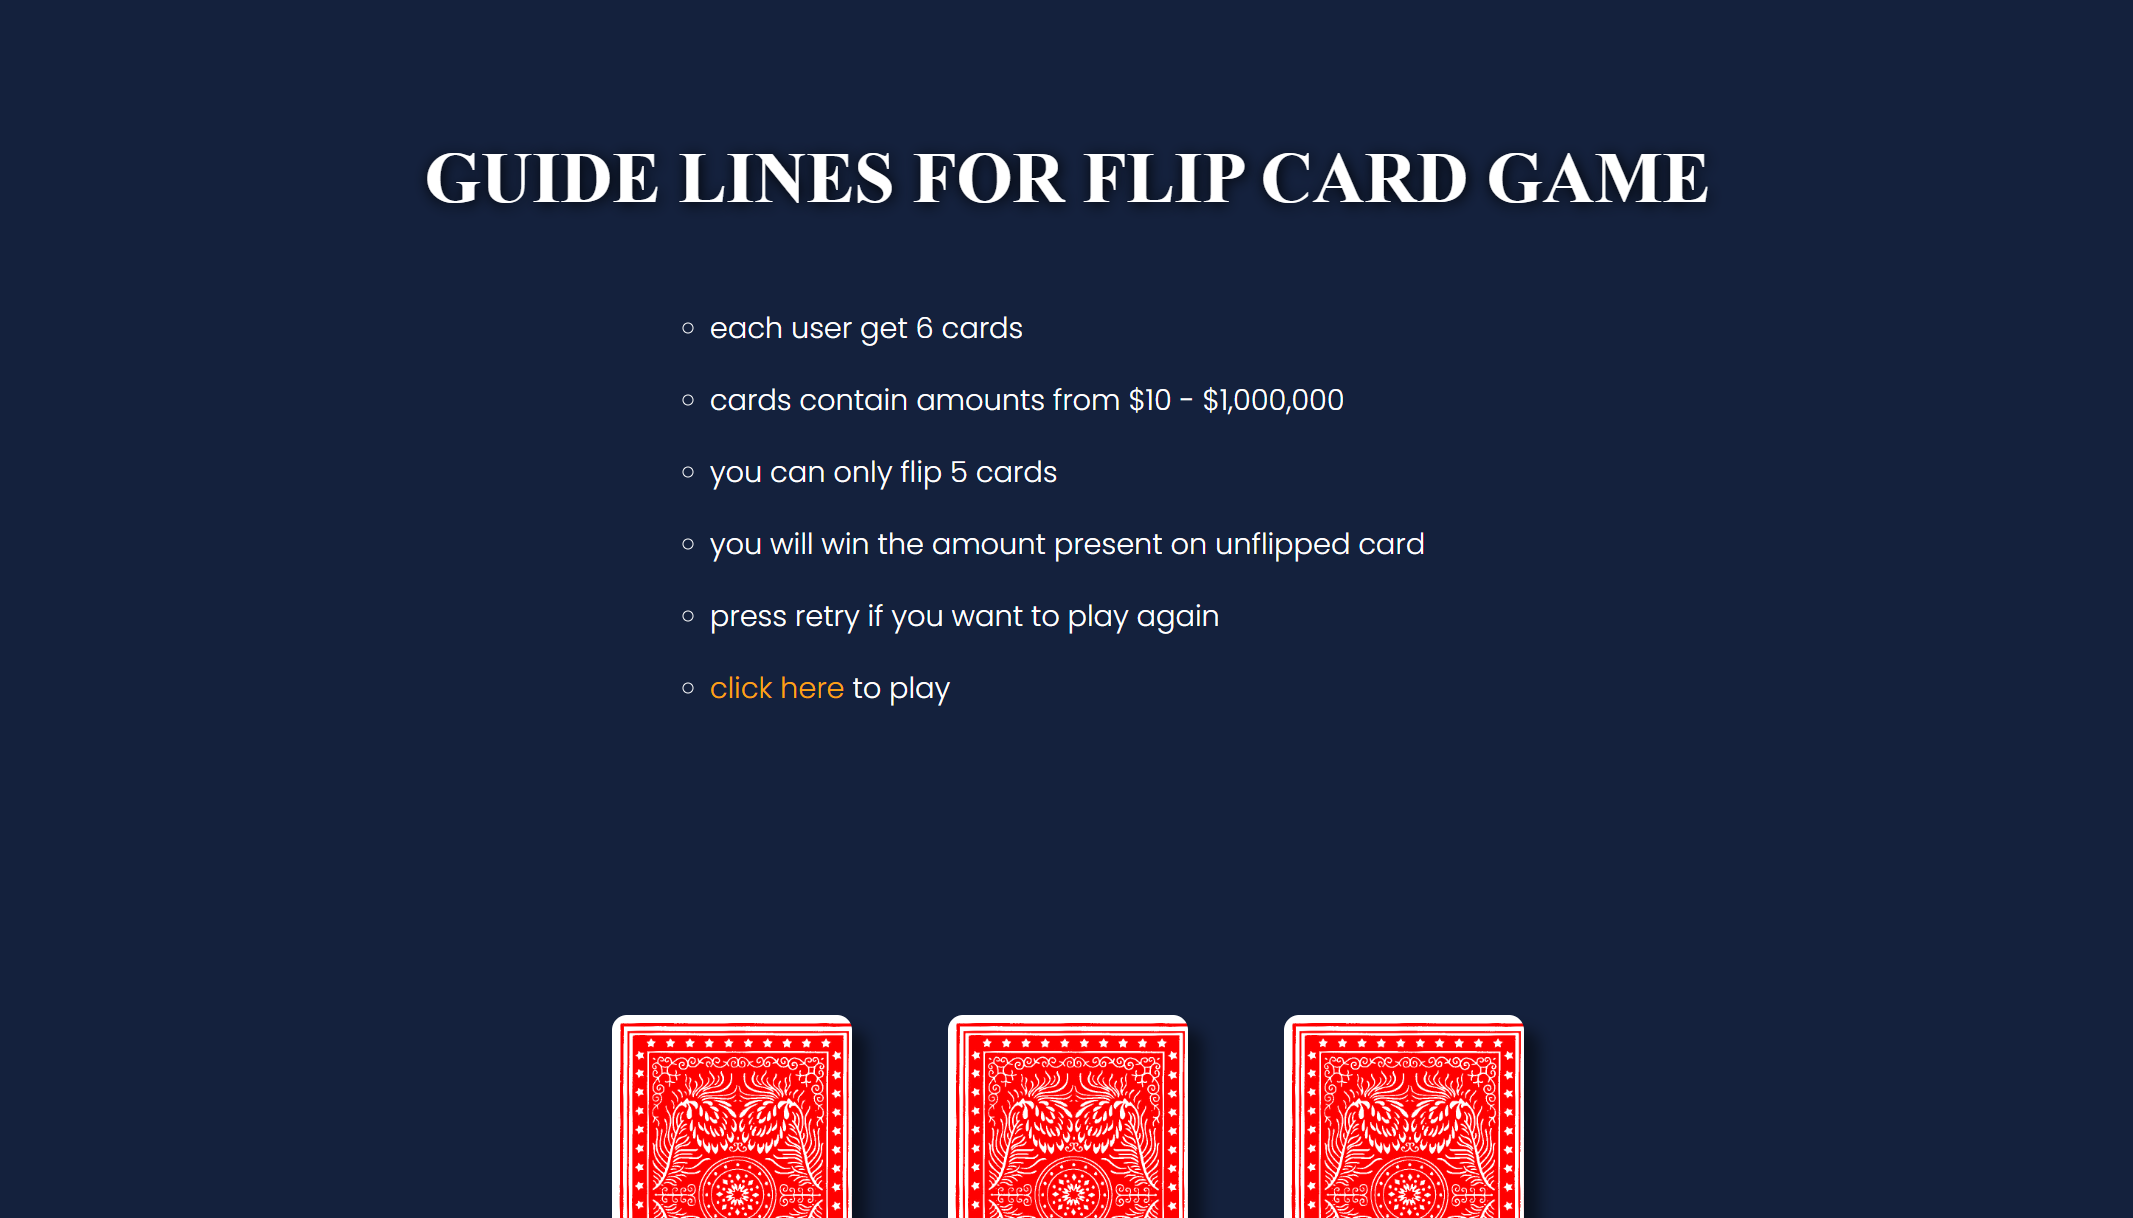 GUIDE LINES FOR FLIP CARD GAME
each user get 6 cards
cards contain amounts from $10 - $1,000,000
you can only flip 5 cards
you will win the amount present on unflipped card
press retry if you want to play again
click here to play